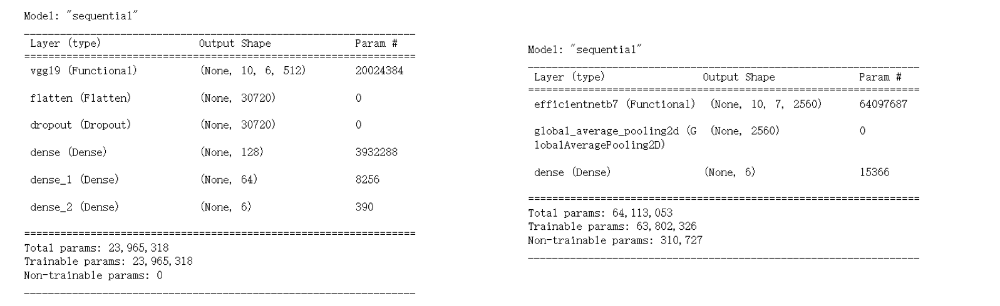 Model: "sequential"
Layer (type) Output Shape Param #
vgg19 (Functional) (None, 10, 6, 512) 20024384
flatten (Flatten) (None, 30720) 0
dropout (Dropout) (None, 30720) 0
dense (Dense) (None, 128) 3932288
dense_1 (Dense) (None, 64) 8256
dense_2 (Dense) (None, 6) 390
Total params: 23,965,318
Trainable params: 23,965,318
Non-trainable params: 0
Model: "sequential"
Layer (type) Output Shape Param #
efficientnetb7 (Functional) (None, 10, 7, 2560) 64097687
global_average_pooling2d (G (None, 2560) 0
lobalAveragePooling2D)
dense (Dense) (None, 6) 15366
Total params: 64,113,053
Trainable params: 63,802,326
Non-trainable params: 310,727